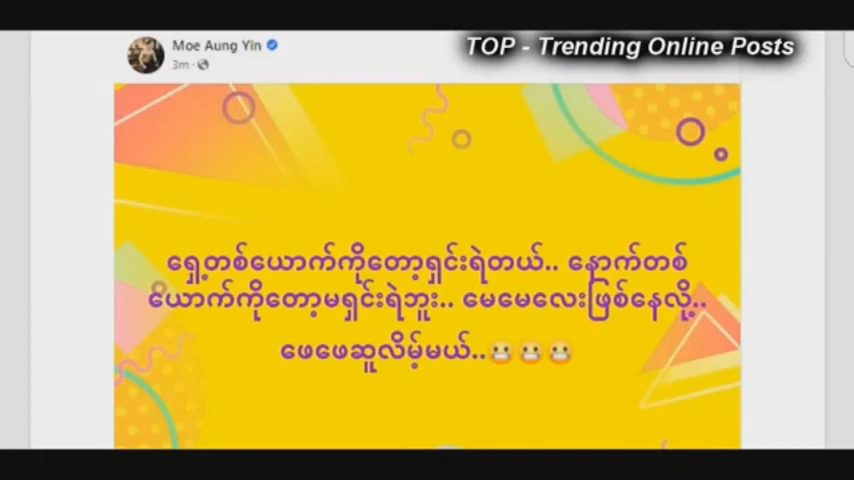 Moe Aung Yin
3m
TOP - Trending Online Posts
ရှေ့တစ်ယောက်ကိုတော့ရှင်းရဲတယ်.. နောက်တစ်
ယောက်ကိုတော့မရှင်းရဲဘူး.. မေမေလေးဖြစ်နေလို့..
ဖေဖေဆူလိမ့်မယ်..😬😬😬